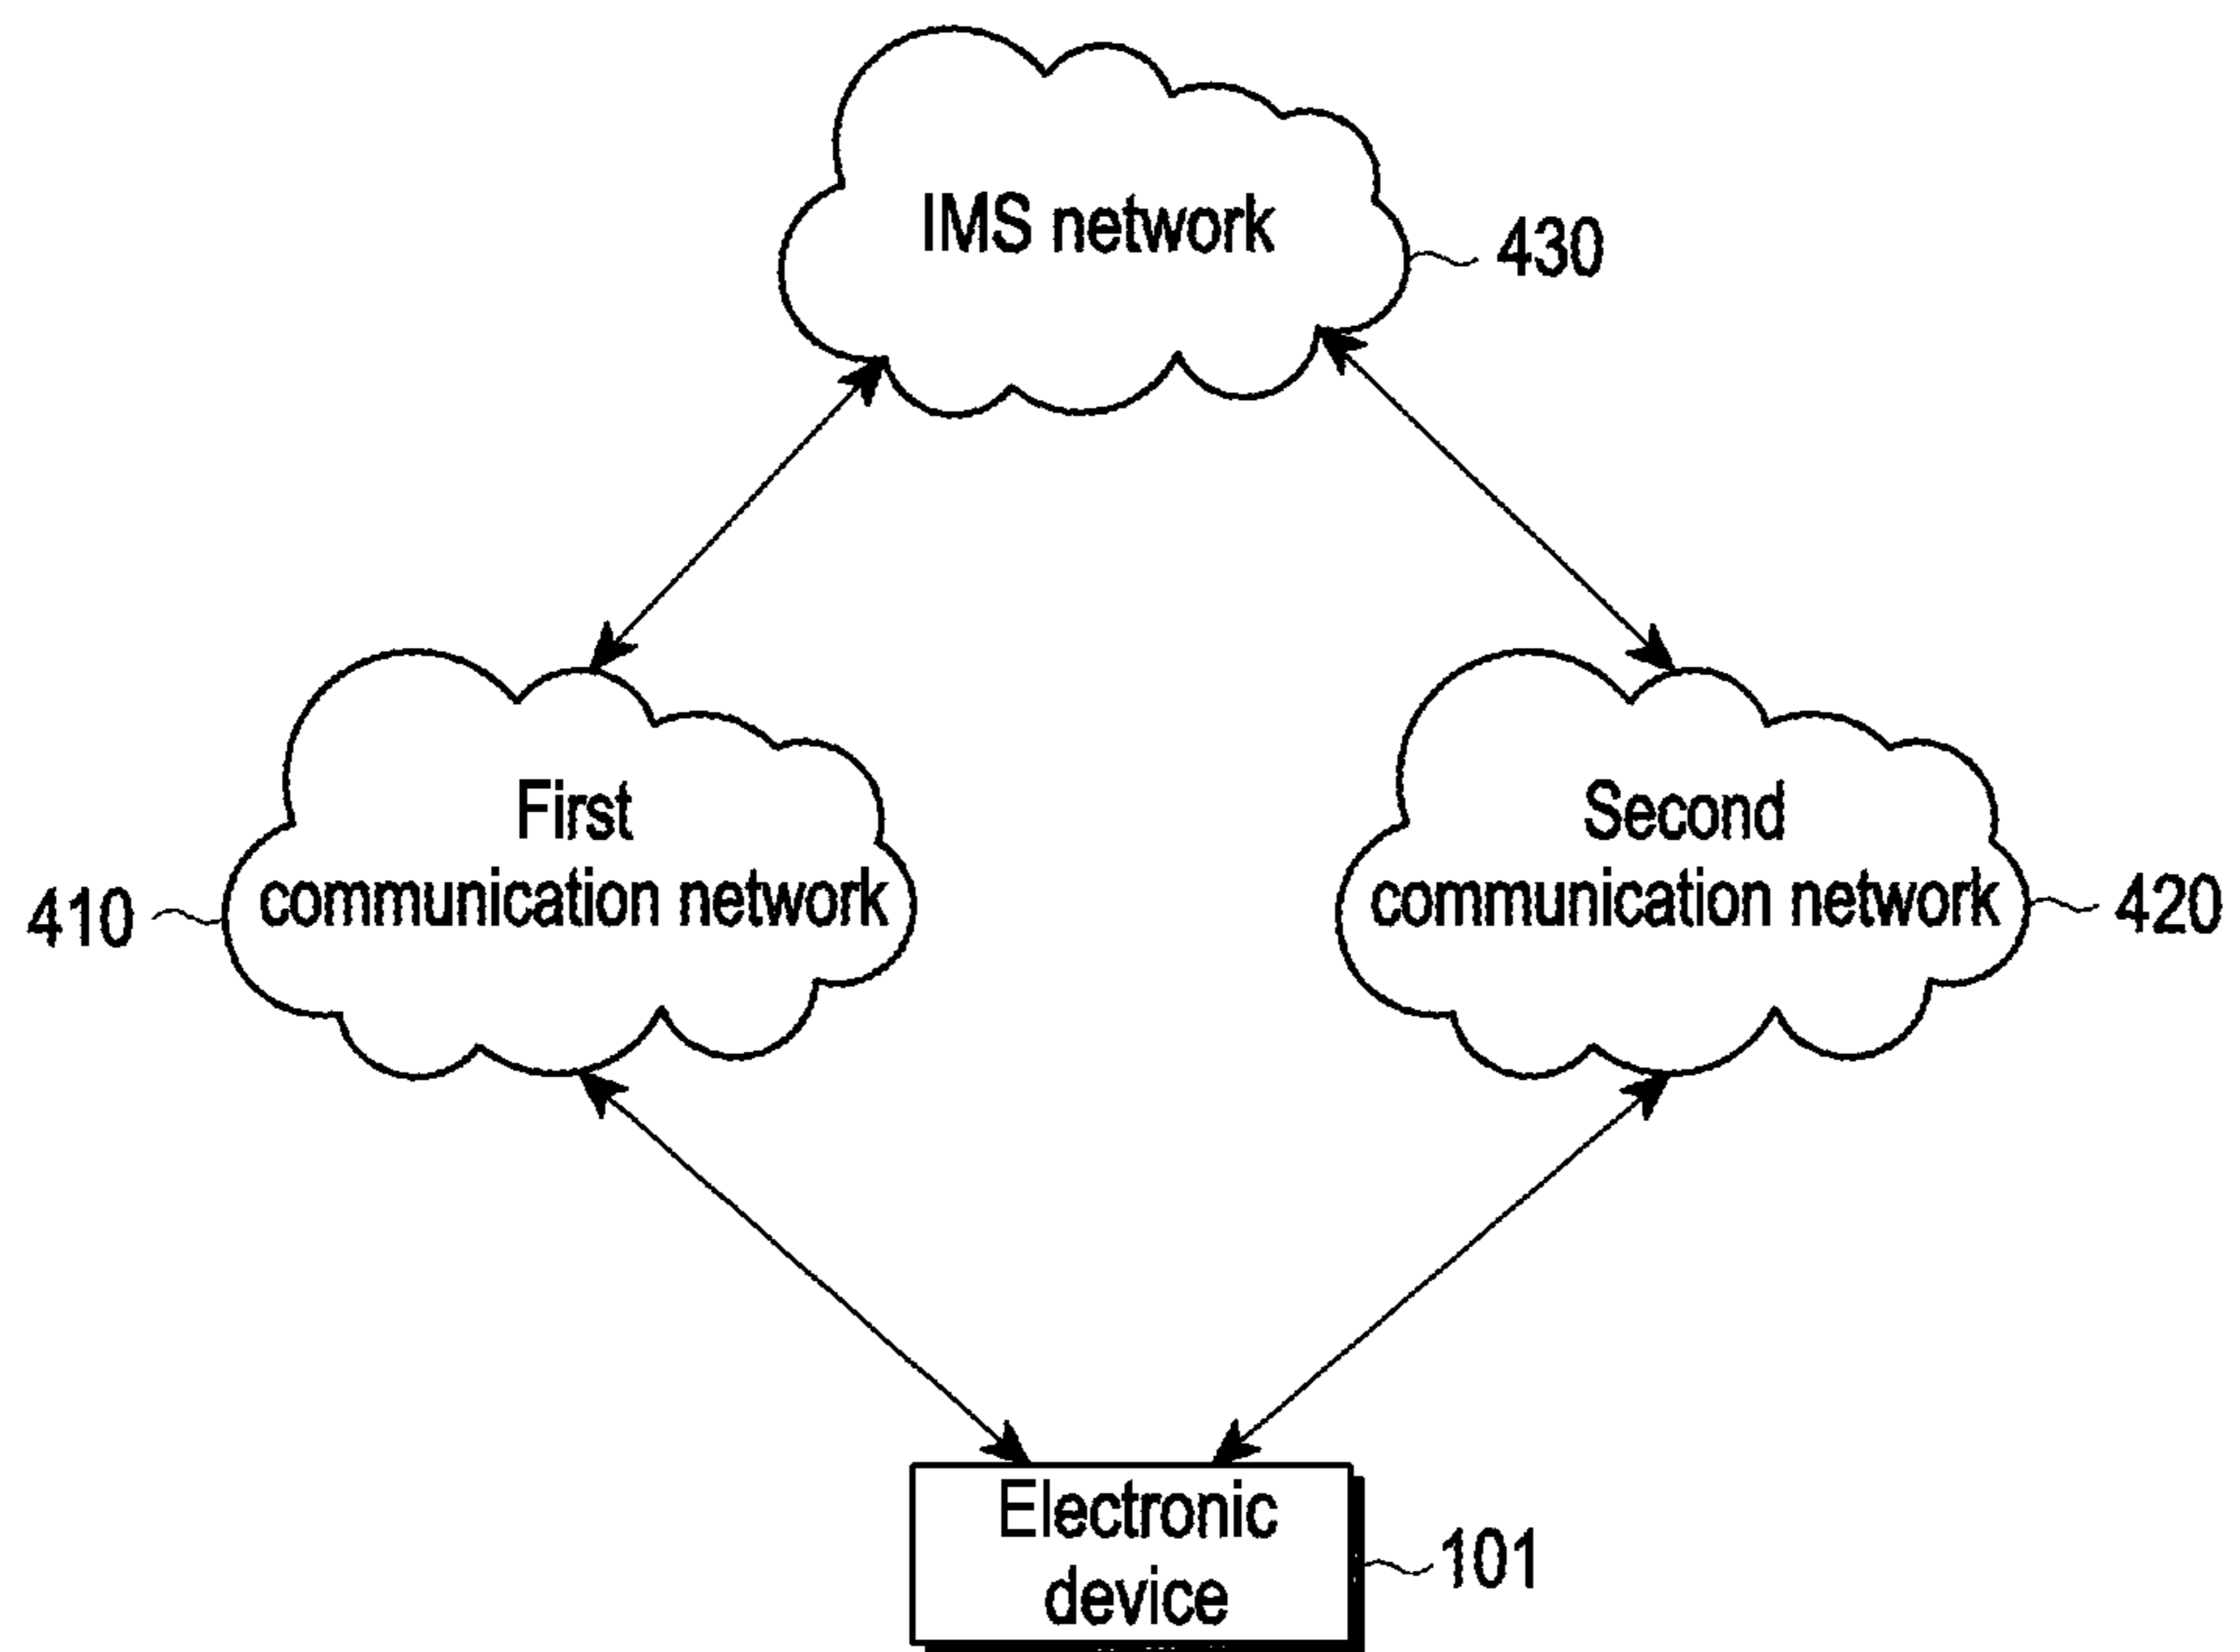 IMS network
430
First
communication network
410
Second
communication network
420
Electronic
device
101